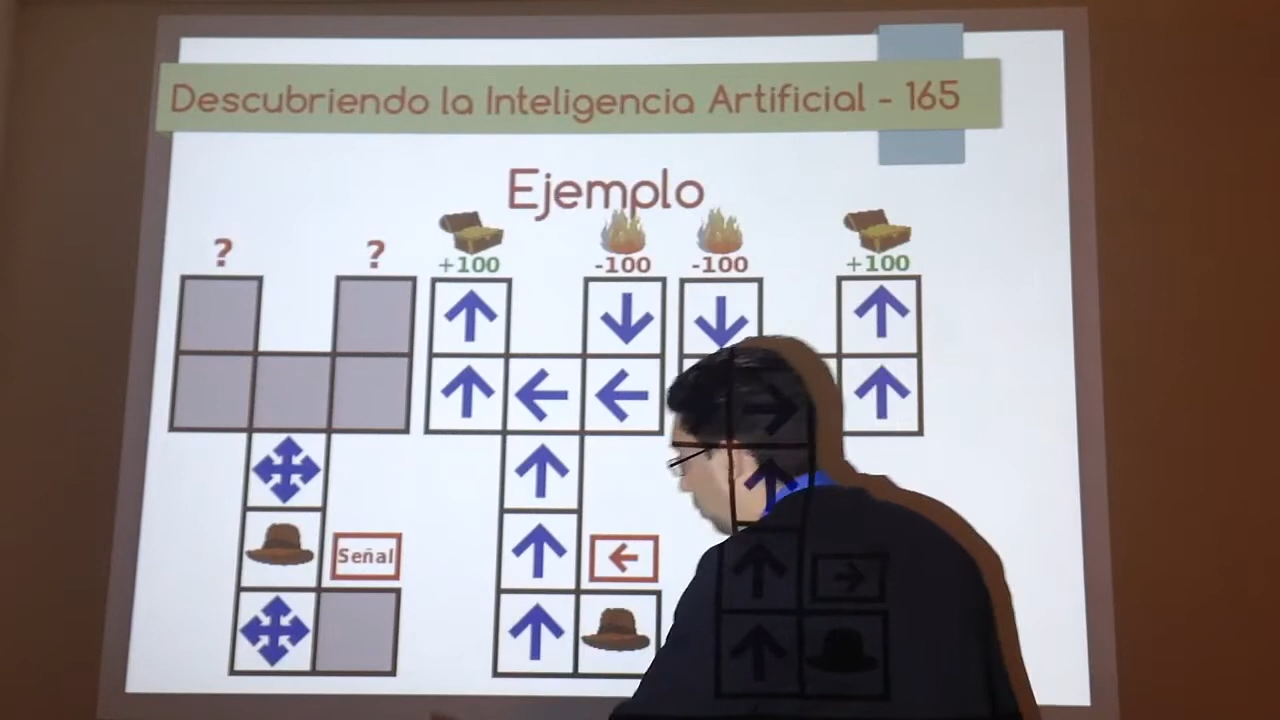 Descubriendo la Inteligencia Artificial - 165
Ejemplo
? ? +100 -100 -100 +100
Señal